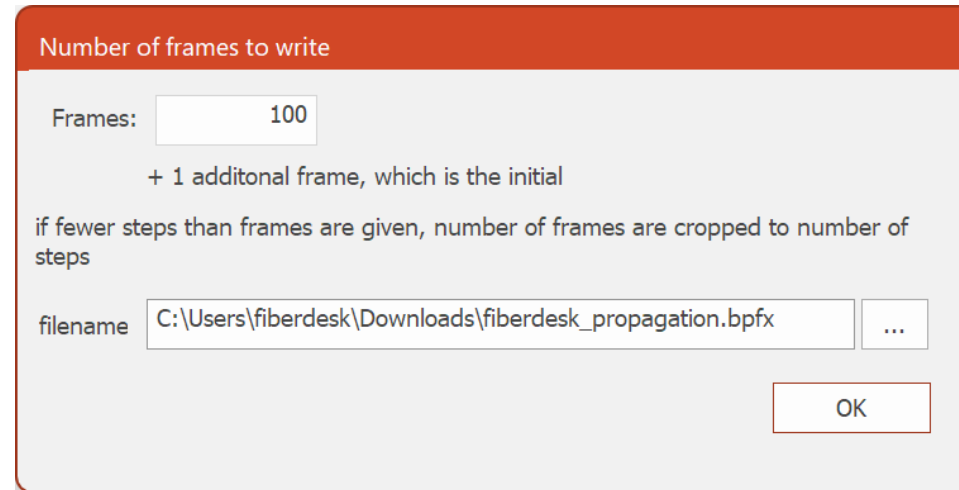 Number of frames to write
Frames: 100
+ 1 additonal frame, which is the initial
if fewer steps than frames are given, number of frames are cropped to number of
steps
filename C:\Users\fiberdesk\Downloads\fiberdesk_propagation.bpfx ...
OK